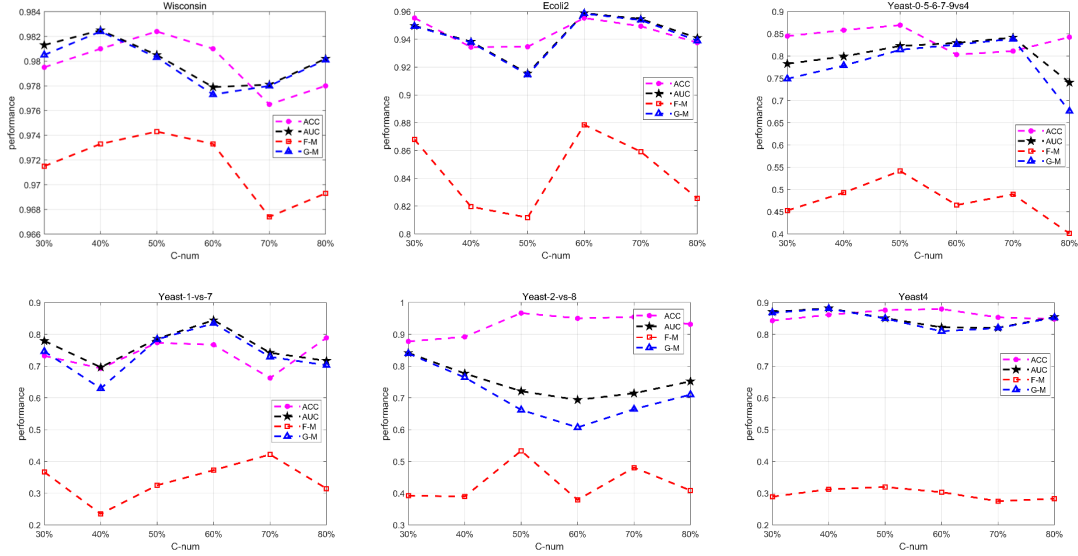 Wisconsin
0.984
0.982
0.98
0.978
0.976
0.974
0.972
0.97
0.968
0.966
performance
ACC
AUC
F-M
G-M
30% 40% 50% 60% 70% 80%
C-num
Ecoli2
0.96
0.94
0.92
0.9
0.88
0.86
0.84
0.82
0.8
performance
ACC
AUC
F-M
G-M
30% 40% 50% 60% 70% 80%
C-num
Yeast-0-5-6-7-9vs4
0.9
0.85
0.8
0.75
0.7
0.65
0.6
0.55
0.5
0.45
0.4
performance
ACC
AUC
F-M
G-M
30% 40% 50% 60% 70% 80%
C-num
Yeast-1-vs-7
0.9
0.8
0.7
0.6
0.5
0.4
0.3
0.2
performance
ACC
AUC
F-M
G-M
30% 40% 50% 60% 70% 80%
C-num
Yeast-2-vs-8
1
0.9
0.8
0.7
0.6
0.5
0.4
0.3
performance
ACC
AUC
F-M
G-M
30% 40% 50% 60% 70% 80%
C-num
Yeast4
0.9
0.8
0.7
0.6
0.5
0.4
0.3
0.2
performance
ACC
AUC
F-M
G-M
30% 40% 50% 60% 70% 80%
C-num